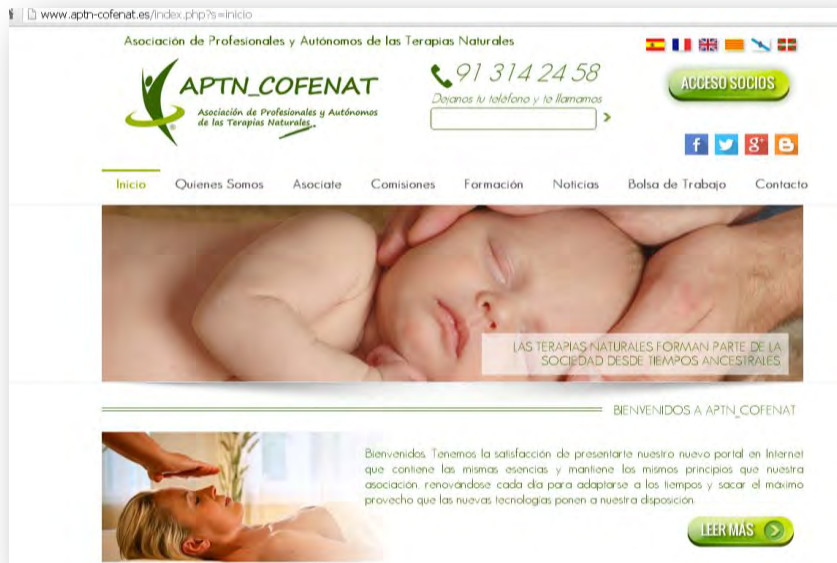 www.aptn-cofenat.es/index.php?s=inicio
Asociación de Profesionales y Autónomos de las Terapias Naturales
APTN_COFENAT
Asociación de Profesionales y Autónomos
de las Terapias Naturales
91 314 24 58
Dejanos tu teléfono y te llamamos
ACCESO SOCIOS
Inicio Quienes Somos Asociate Comisiones Formación Noticias Bolsa de Trabajo Contacto
LAS TERAPIAS NATURALES FORMAN PARTE DE LA
SOCIEDAD DESDE TIEMPOS ANCESTRALES
BIENVENIDOS A APTN_COFENAT
Bienvenidos. Tenemos la satisfacción de presentarte nuestro nuevo portal en Internet
que contiene las mismas esencias y mantiene los mismos principios que nuestra
asociación renovándose cada día para adaptarse a los tiempos y sacar el máximo
provecho que las nuevas tecnologías ponen a nuestra disposición.
LEER MÁS